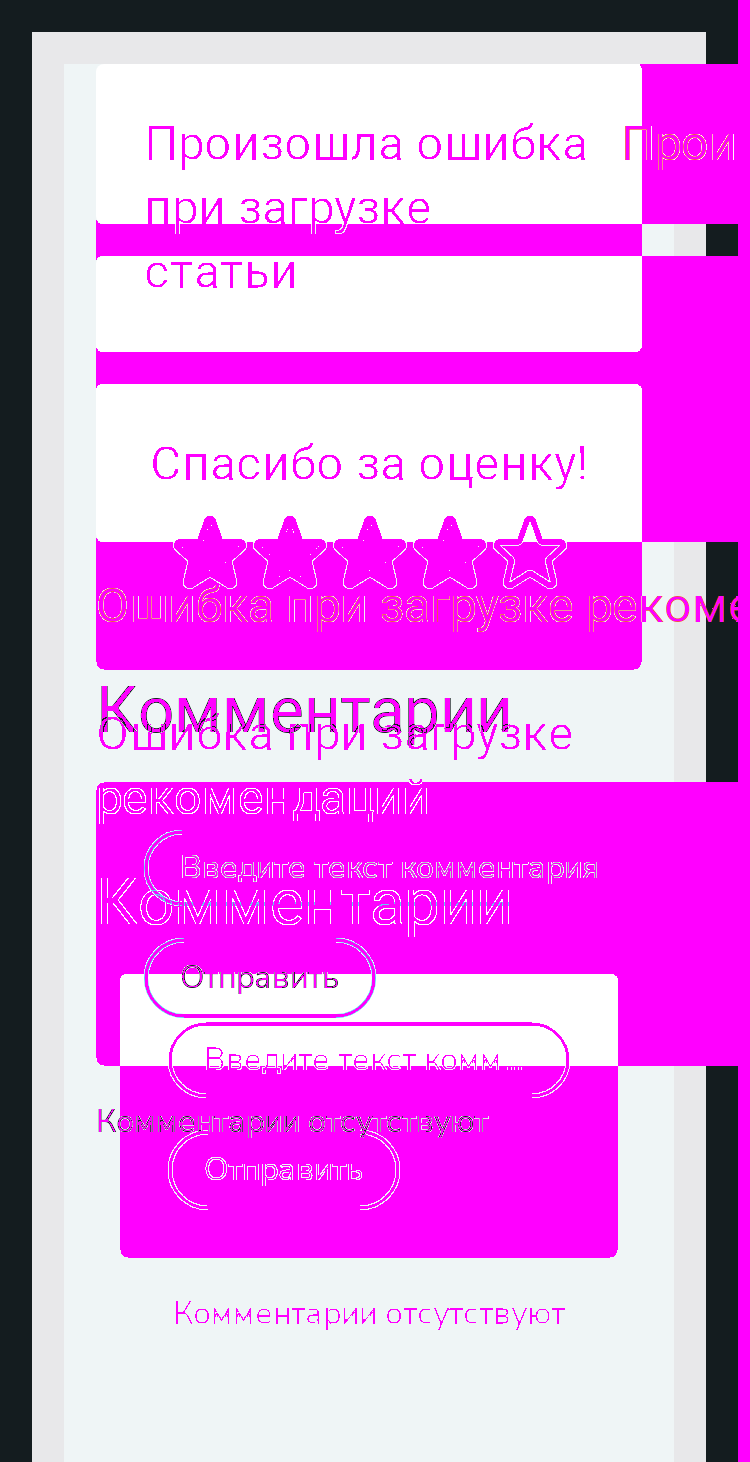 Произошла ошибка Прои
при загрузке
статьи
Спасибо за оценку!
Ошибка при загрузке рекоме
Комментарии
Ошибка при загрузке
рекомендаций
Введите текст комментария
Комментарии
Отправить
Введите текст комм...
Комментарии отсутствуют
Отправить
Комментарии отсутствуют